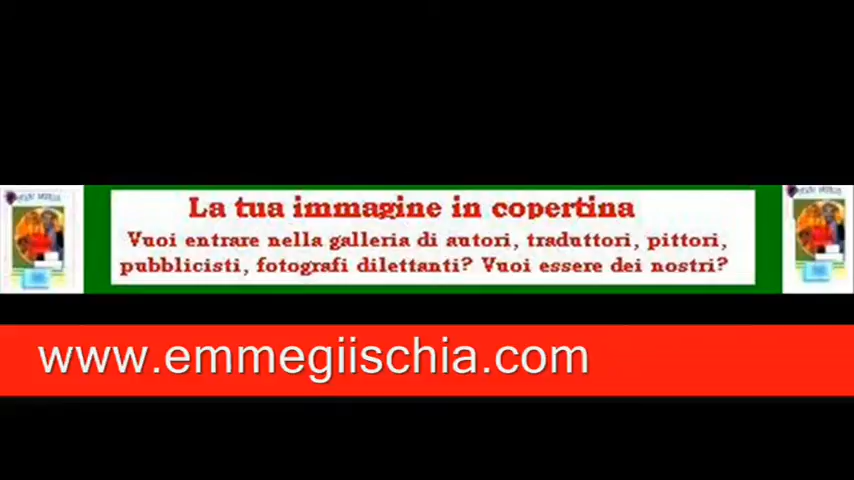 La tua immagine in copertina
Vuoi entrare nella galleria di autori, traduttori, pittori,
pubblicisti, fotografi dilettanti? Vuoi essere dei nostri?
www.emmegiischia.com